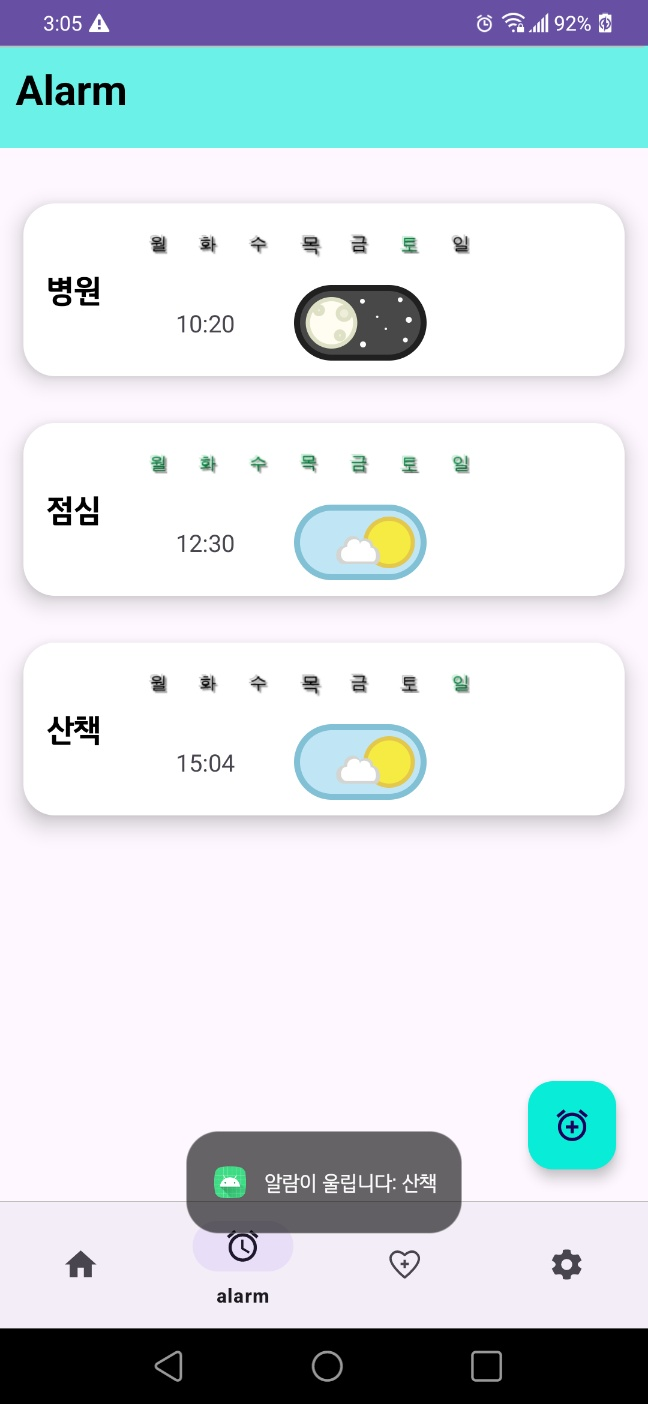 3:05 92%
Alarm
월 화 수 목 금 토 일
병원
10:20
월 화 수 목 금 토 일
점심
12:30
월 화 수 목 금 토 일
산책
15:04
알람이 울립니다: 산책
alarm